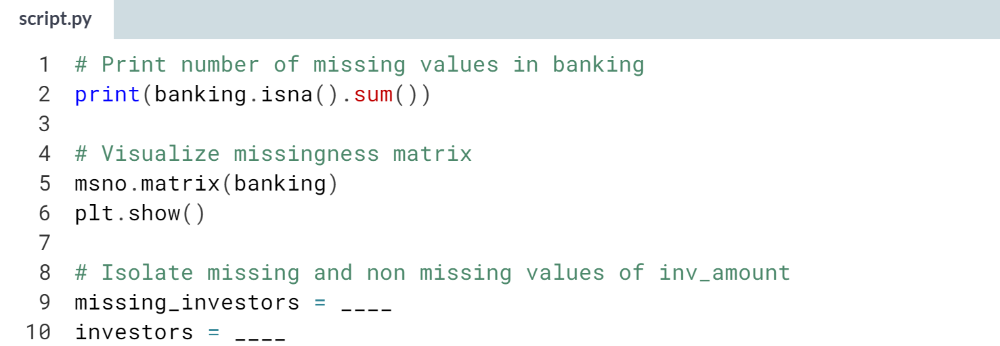 script.py
1 # Print number of missing values in banking
2 print(banking.isna().sum())
3
4 # Visualize missingness matrix
5 msno.matrix(banking)
6 plt.show()
7
8 # Isolate missing and non missing values of inv_amount
9 missing_investors = ____
10 investors = ____